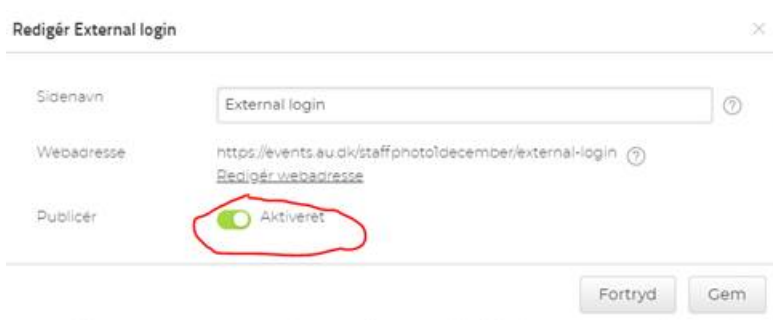 Redigér External login
Sidenavn
External login
Webadresse
https://events.au.dk/staffphoto1december/external-login
Redigér webadresse
Publicér
Aktiveret
Fortryd
Gem